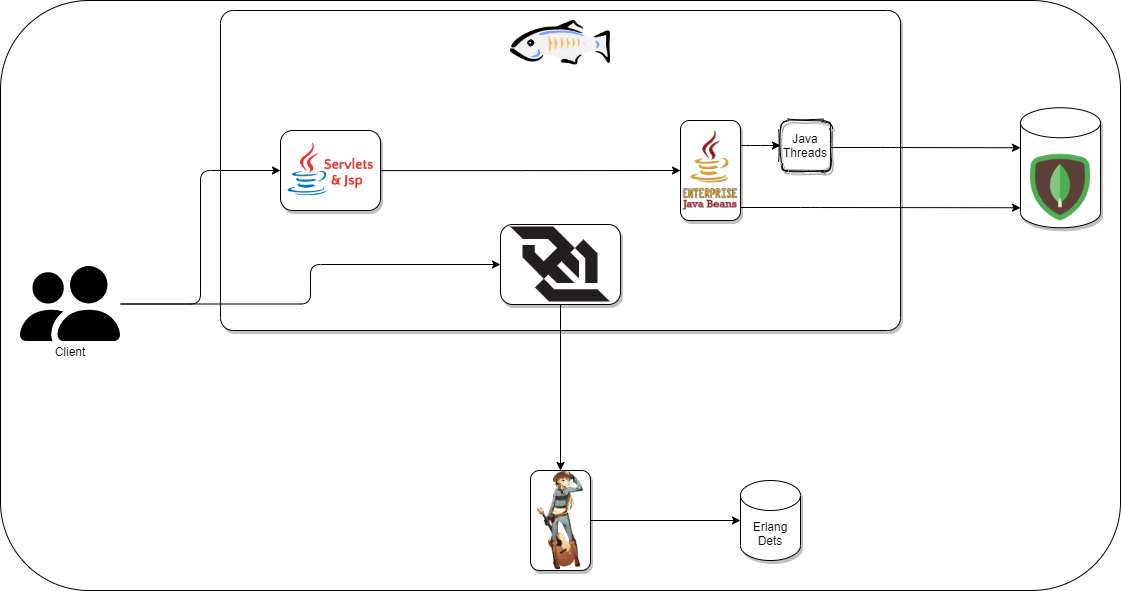 Servlets
& Jsp
Java
Threads
ENTERPRISE
Java Beans
Client
Erlang
Dets